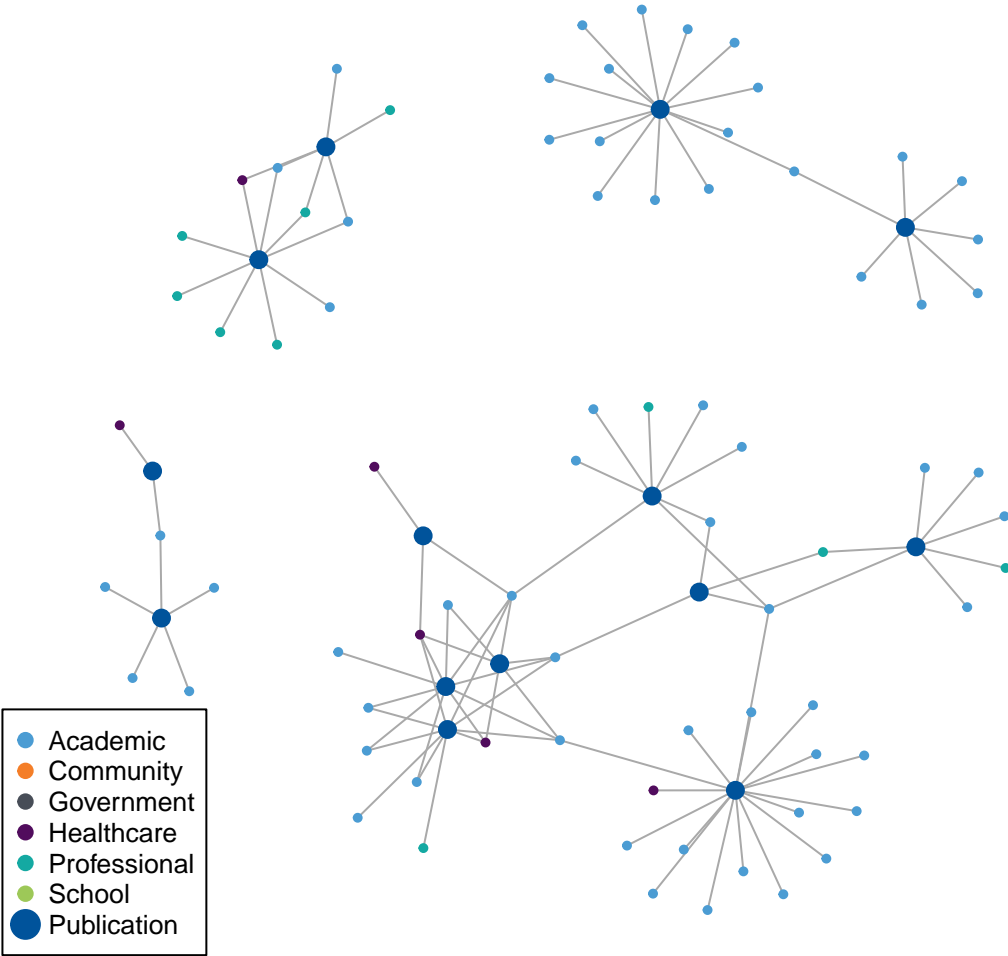 Academic
Community
Government
Healthcare
Professional
School
Publication